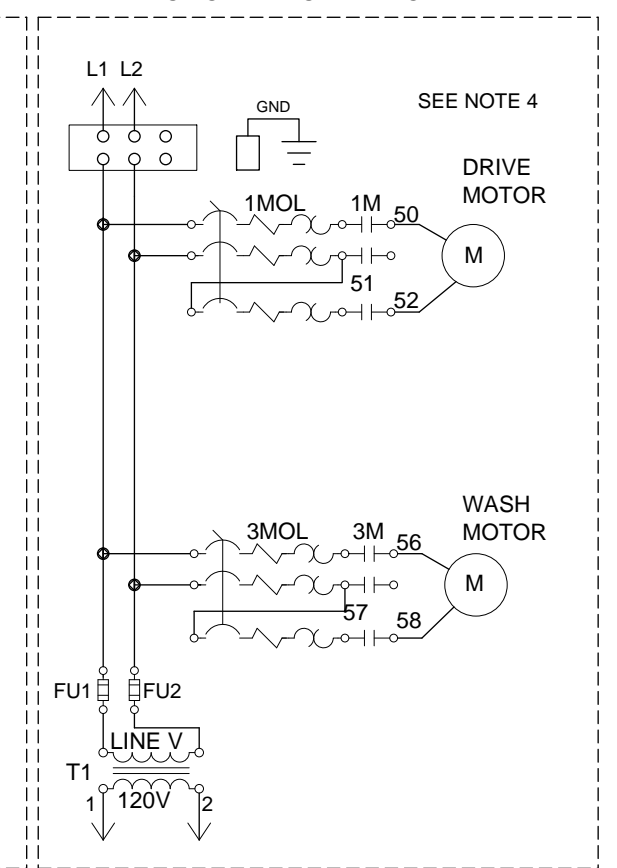 L1 L2
GND
SEE NOTE 4
DRIVE
MOTOR
1MOL 1M 50
M
51
52
WASH
MOTOR
3MOL 3M 56
M
57 58
FU1 FU2
LINE V
T1
1 120V 2